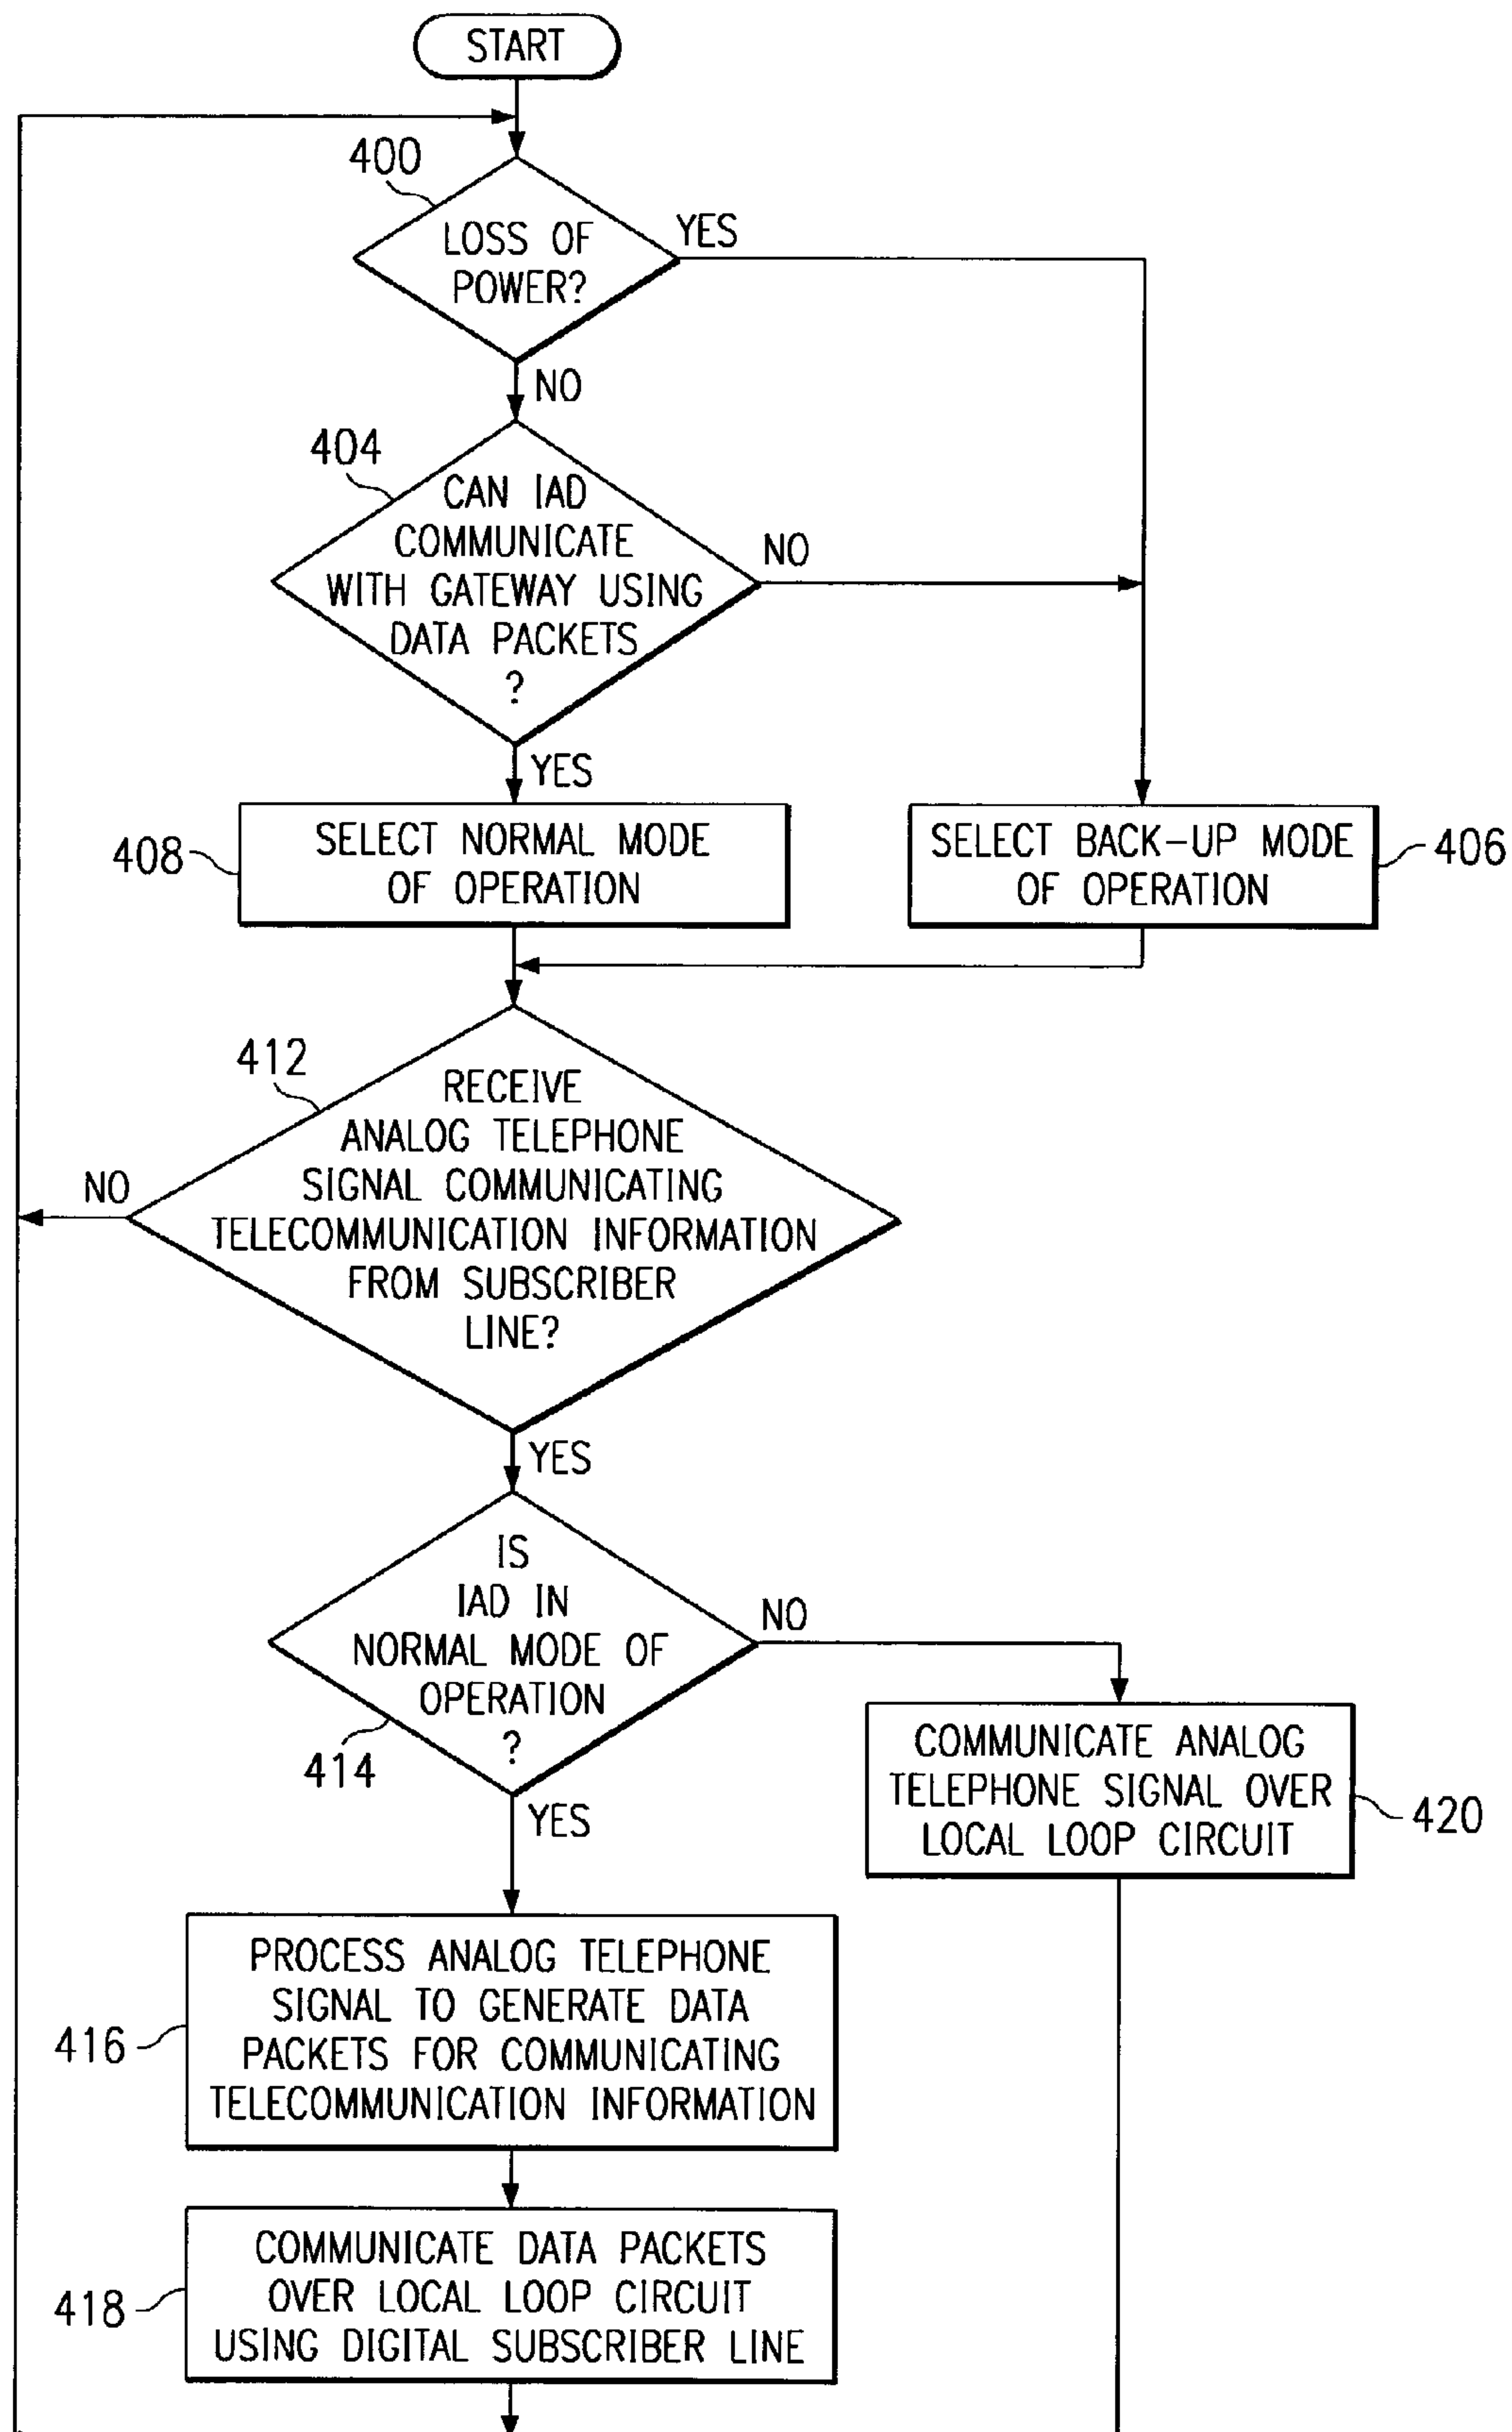 START
400
LOSS OF
POWER?
YES
NO
404
CAN IAD
COMMUNICATE
WITH GATEWAY USING
DATA PACKETS
?
NO
YES
408
SELECT NORMAL MODE
OF OPERATION
SELECT BACK-UP MODE
OF OPERATION
406
412
RECEIVE
ANALOG TELEPHONE
SIGNAL COMMUNICATING
TELECOMMUNICATION INFORMATION
FROM SUBSCRIBER
LINE?
NO
YES
IS
IAD IN
NORMAL MODE OF
OPERATION
?
414
NO
YES
COMMUNICATE ANALOG
TELEPHONE SIGNAL OVER
LOCAL LOOP CIRCUIT
420
416
PROCESS ANALOG TELEPHONE
SIGNAL TO GENERATE DATA
PACKETS FOR COMMUNICATING
TELECOMMUNICATION INFORMATION
418
COMMUNICATE DATA PACKETS
OVER LOCAL LOOP CIRCUIT
USING DIGITAL SUBSCRIBER LINE